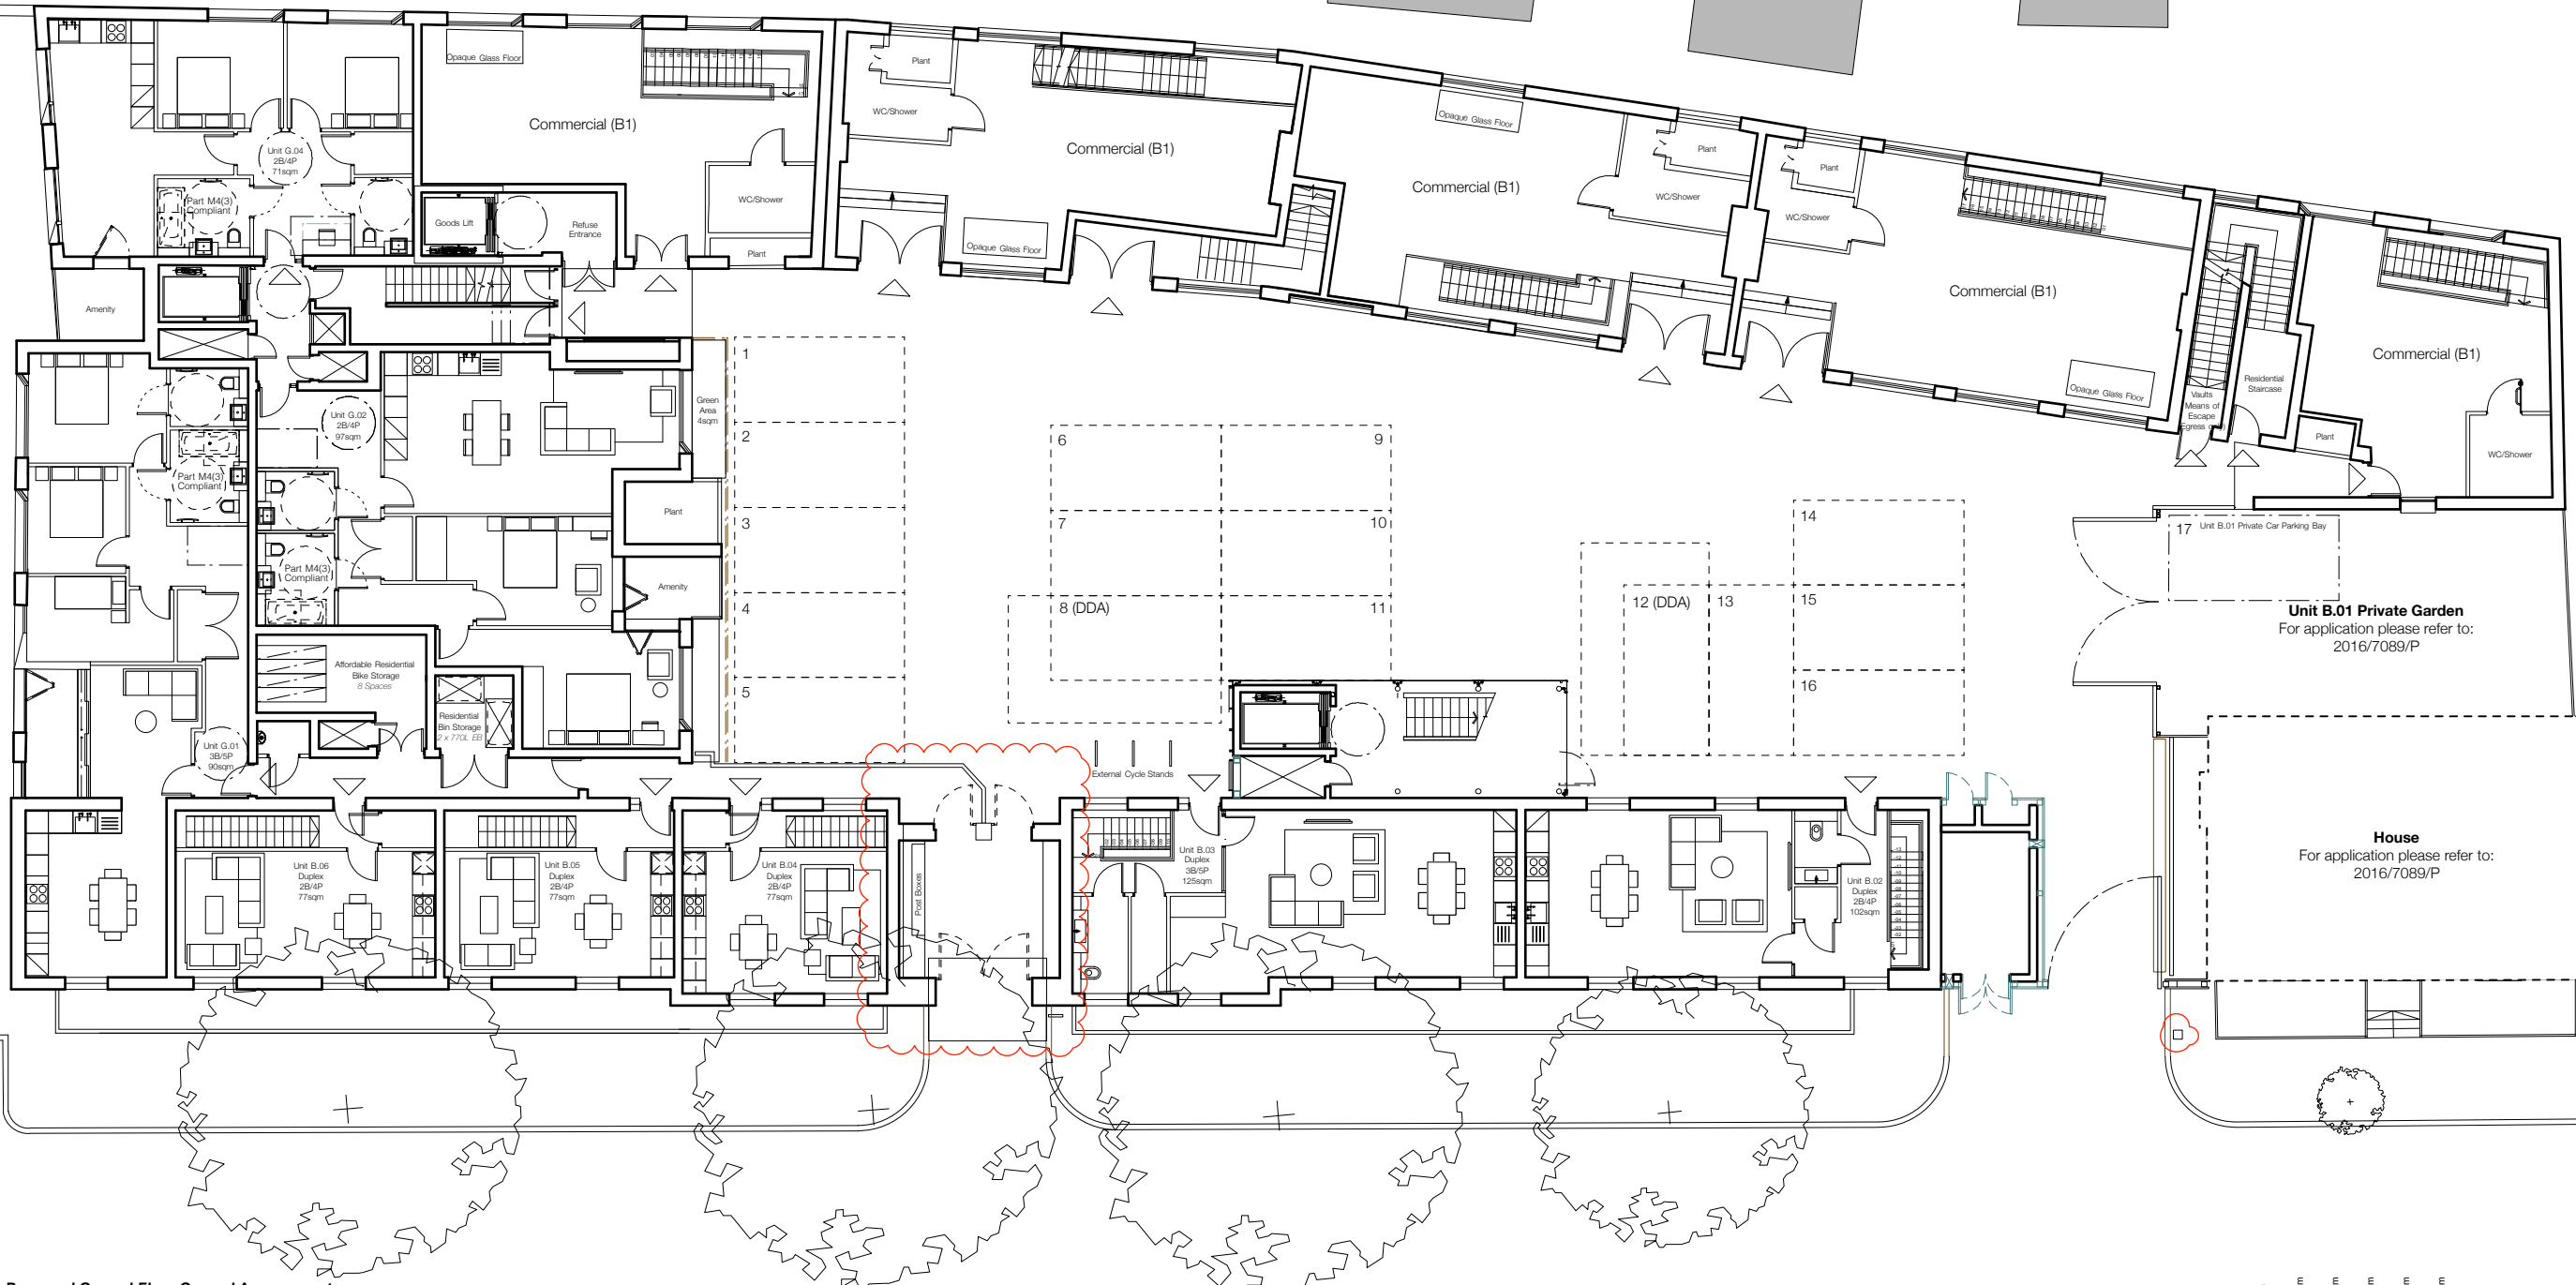 Opaque Glass Floor
Commercial (B1)
Plant
WC/Shower
Commercial (B1)
Opaque Glass Floor
Opaque Glass Floor
Commercial (B1)
Plant
WC/Shower
Plant
WC/Shower
Commercial (B1)
Opaque Glass Floor
Commercial (B1)
Unit G.04
2B/4P
71sqm
Part M4(3)
Compliant
Goods Lift
Refuse
Entrance
WC/Shower
Plant
Amenity
Vaults
Means of
Escape
Residential
Staircase
Plant
WC/Shower
Unit G.02
2B/4P
97sqm
Green
Area
4sqm
1
2
3
4
5
6
7
8 (DDA)
9
10
11
12 (DDA)
13
14
15
16
17
Unit B.01 Private Car Parking Bay
Unit B.01 Private Garden
For application please refer to:
2016/7089/P
Part M4(3)
Compliant
Plant
Part M4(3)
Compliant
Amenity
Affordable Residential
Bike Storage
8 Spaces
Residential
Bin Storage
2 x 770L EB
Unit G.01
3B/5P
90sqm
External Cycle Stands
Unit B.06
Duplex
2B/4P
77sqm
Unit B.05
Duplex
2B/4P
77sqm
Unit B.04
Duplex
2B/4P
77sqm
Post Boxes
Unit B.03
Duplex
3B/5P
125sqm
Unit B.02
Duplex
2B/4P
102sqm
House
For application please refer to:
2016/7089/P